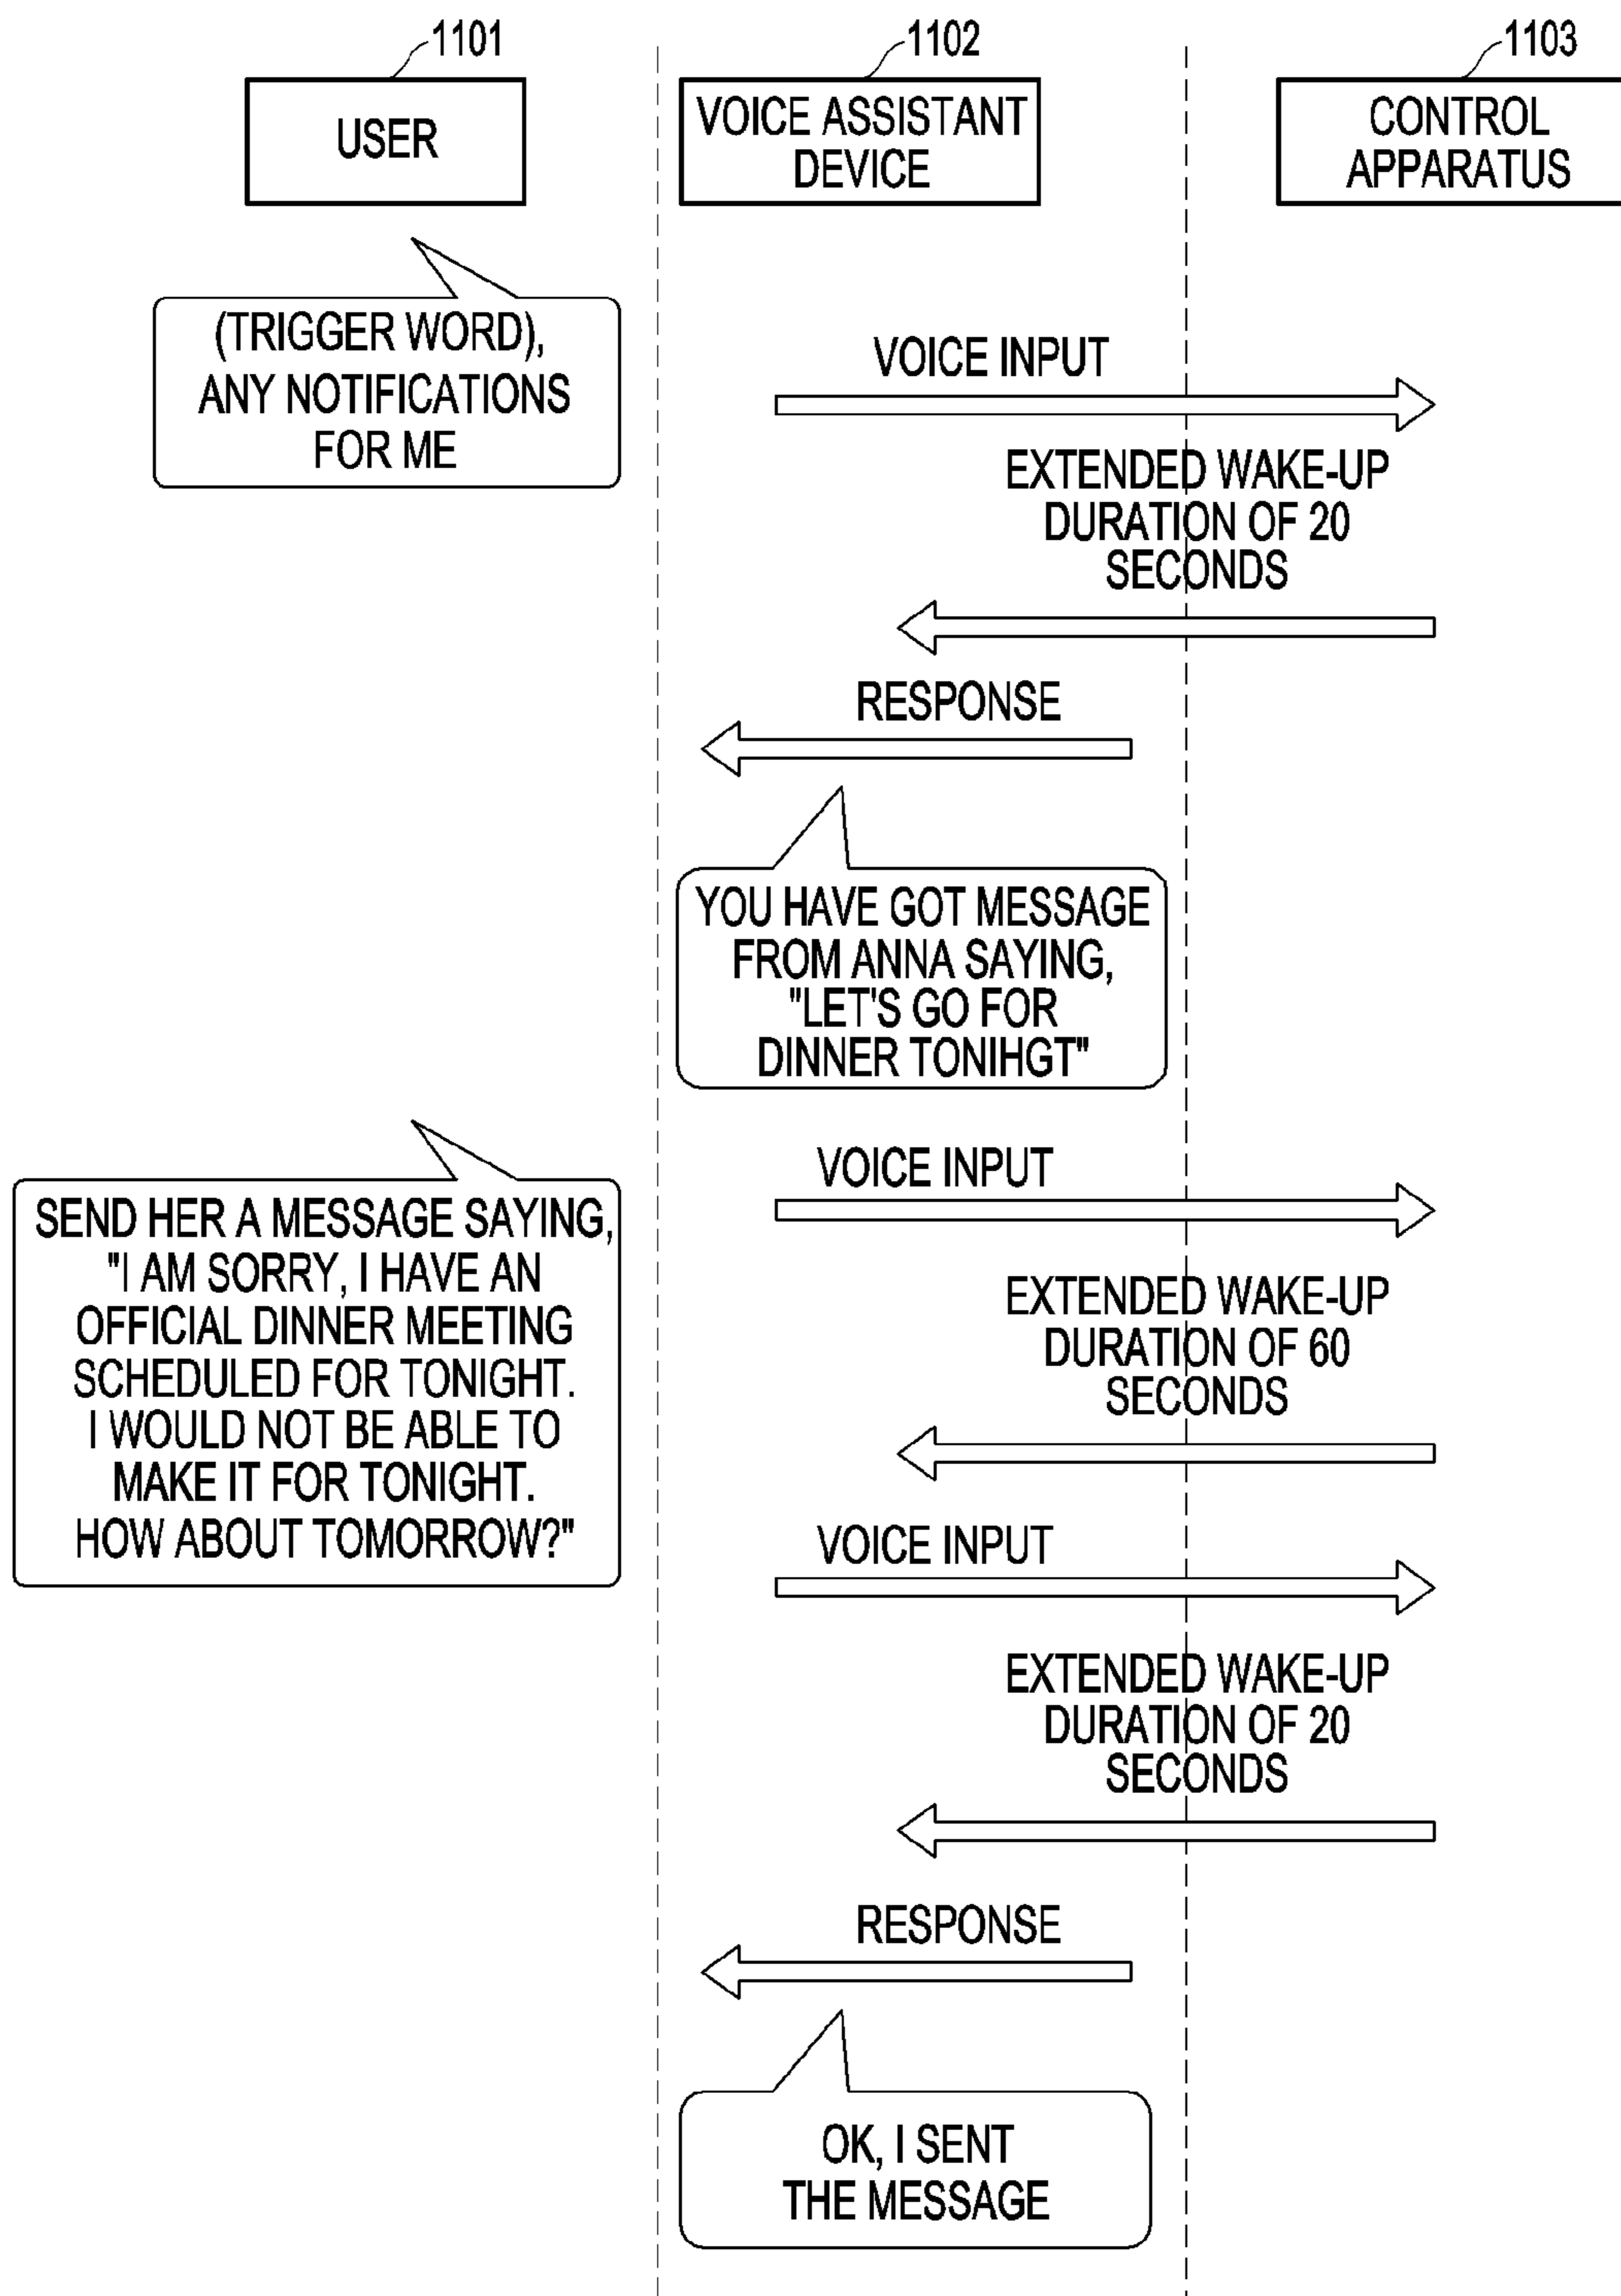 1101
1102
1103
USER
VOICE ASSISTANT
DEVICE
CONTROL
APPARATUS
(TRIGGER WORD),
ANY NOTIFICATIONS
FOR ME
VOICE INPUT
EXTENDED WAKE-UP
DURATION OF 20
SECONDS
RESPONSE
YOU HAVE GOT MESSAGE
FROM ANNA SAYING,
"LET'S GO FOR
DINNER TONIHGT"
SEND HER A MESSAGE SAYING,
"I AM SORRY, I HAVE AN
OFFICIAL DINNER MEETING
SCHEDULED FOR TONIGHT.
I WOULD NOT BE ABLE TO
MAKE IT FOR TONIGHT.
HOW ABOUT TOMORROW?"
VOICE INPUT
EXTENDED WAKE-UP
DURATION OF 60
SECONDS
VOICE INPUT
EXTENDED WAKE-UP
DURATION OF 20
SECONDS
RESPONSE
OK, I SENT
THE MESSAGE